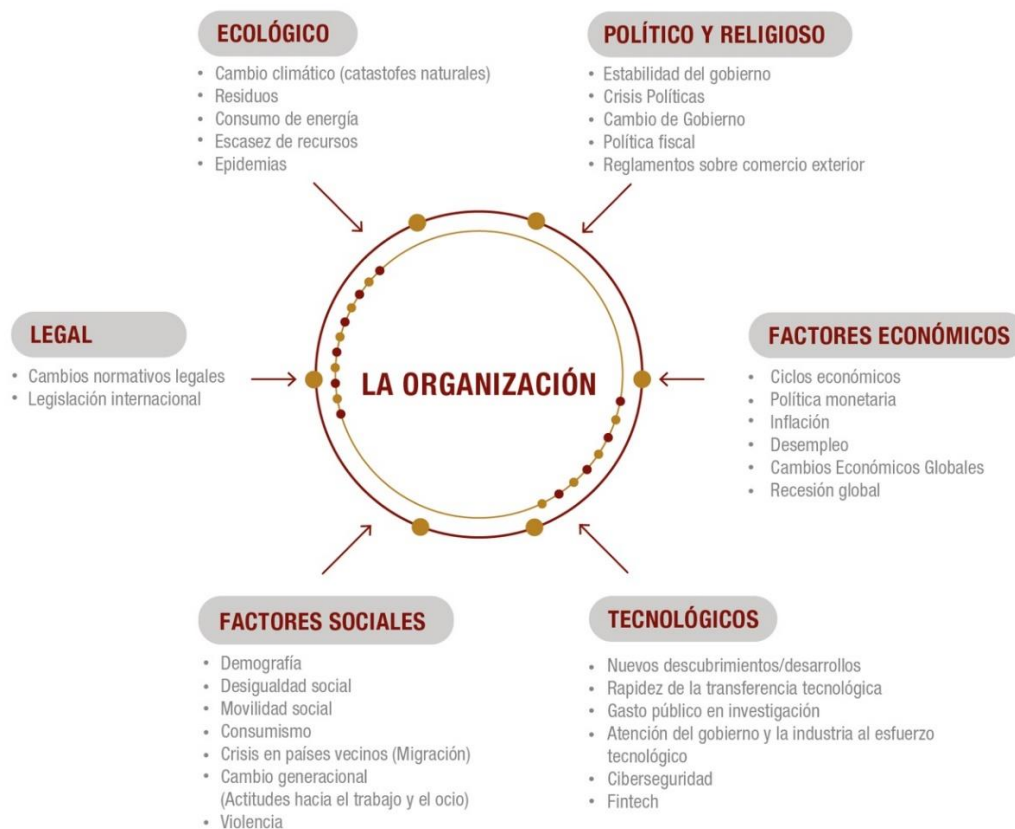 ECOLÓGICO
• Cambio climático (catastofes naturales)
• Residuos
• Consumo de energía
• Escasez de recursos
• Epidemias
POLÍTICO Y RELIGIOSO
• Estabilidad del gobierno
• Crisis Políticas
• Cambio de Gobierno
• Política fiscal
• Reglamentos sobre comercio exterior
LEGAL
• Cambios normativos legales
• Legislación internacional
LA ORGANIZACIÓN
FACTORES ECONÓMICOS
• Ciclos económicos
• Política monetaria
• Inflación
• Desempleo
• Cambios Económicos Globales
• Recesión global
FACTORES SOCIALES
• Demografía
• Desigualdad social
• Movilidad social
• Consumismo
• Crisis en países vecinos (Migración)
• Cambio generacional
(Actitudes hacia el trabajo y el ocio)
• Violencia
TECNOLÓGICOS
• Nuevos descubrimientos/desarrollos
• Rapidez de la transferencia tecnológica
• Gasto público en investigación
• Atención del gobierno y la industria al esfuerzo
tecnológico
• Ciberseguridad
• Fintech